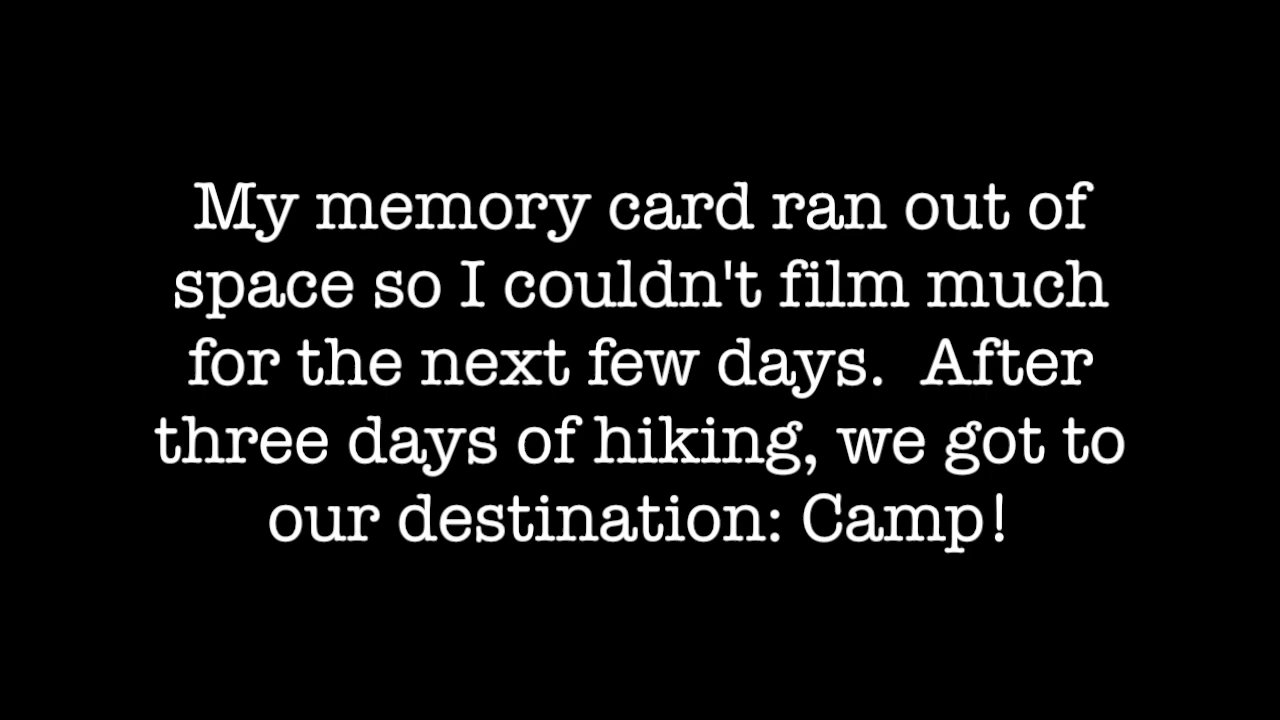 My memory card ran out of
space so I couldn't film much
for the next few days.  After
three days of hiking, we got to
our destination: Camp!